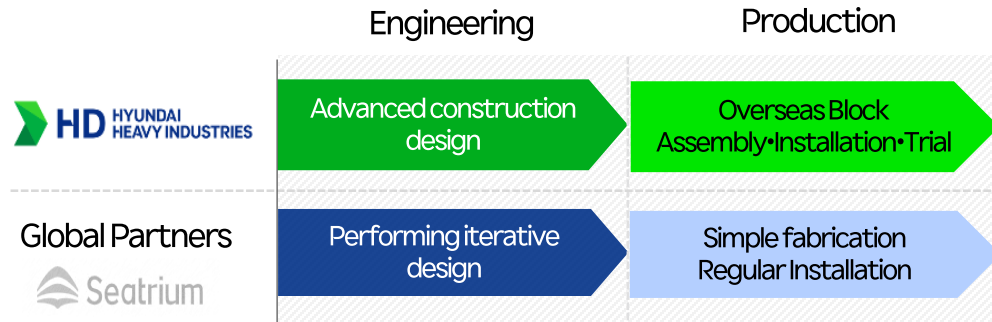 Engineering
Production
HD HYUNDAI
HEAVY INDUSTRIES
Advanced construction
design
Overseas Block
Assembly•Installation•Trial
Global Partners
Seatrium
Performing iterative
design
Simple fabrication
Regular Installation